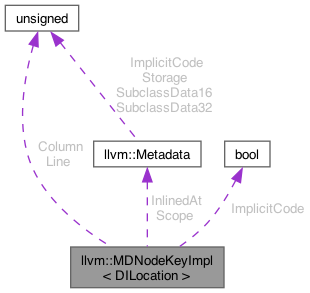 unsigned
ImplicitCode
Storage
SubclassData16
SubclassData32
Column
Line
llvm::Metadata
bool
InlinedAt
Scope
ImplicitCode
llvm::MDNodeKeyImpl
< DILocation >